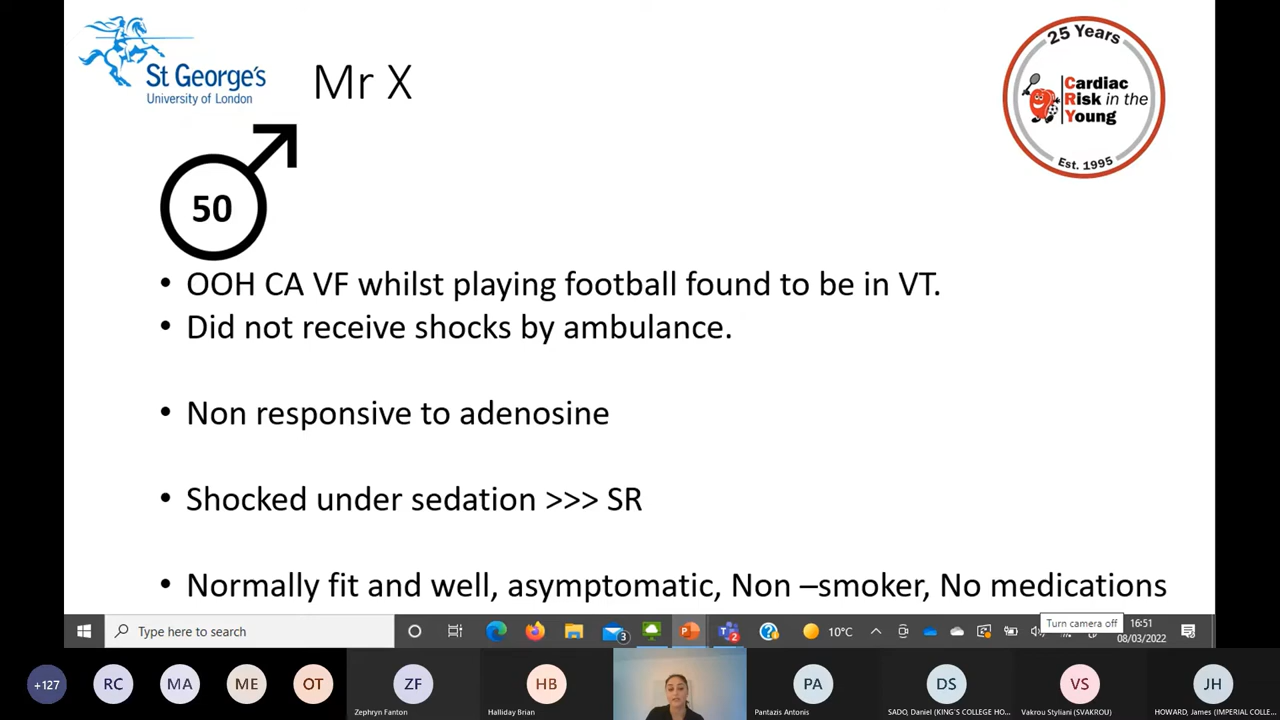 St George's
University of London
Mr X
25 Years
Cardiac
Risk in the
Young
Est. 1995
50
• OOH CA VF whilst playing football found to be in VT.
• Did not receive shocks by ambulance.
• Non responsive to adenosine
• Shocked under sedation >>> SR
• Normally fit and well, asymptomatic, Non –smoker, No medications
Turn camera off
Type here to search
3
2
10°C
16:51
08/03/2022
+127
RC
MA
ME
OT
ZF
HB
PA
DS
VS
JH
Zephryn Fanton
Halliday Brian
Pantazis Antonis
SADO, Daniel (KING'S COLLEGE HO...
Vakrou Styliani (SVAKROU)
HOWARD, James (IMPERIAL COLLE...